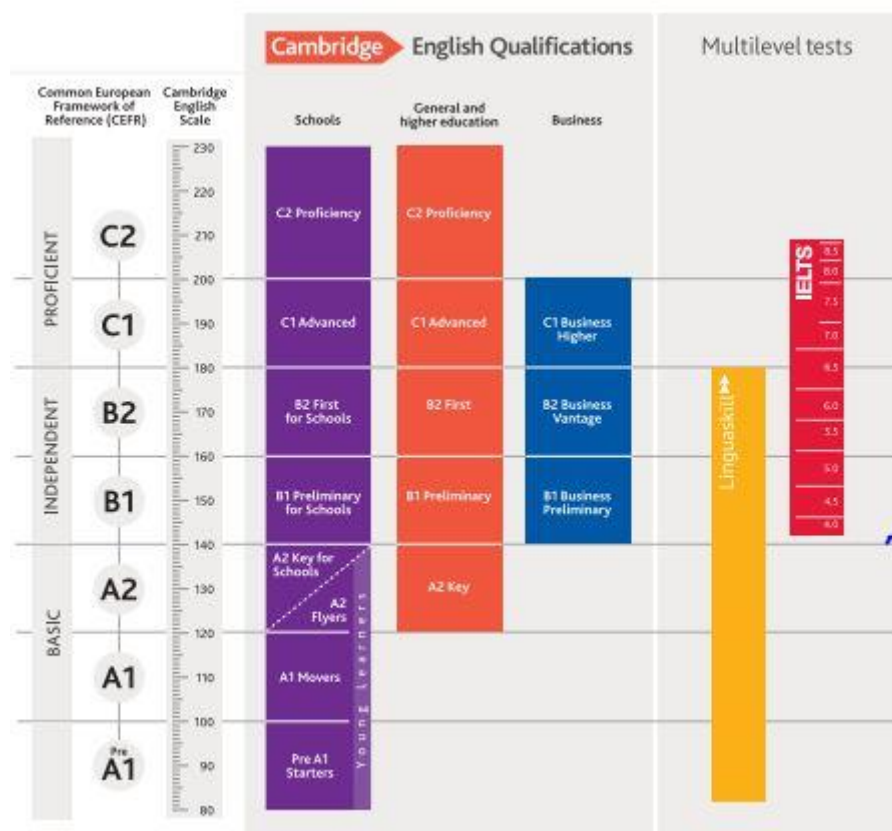 Cambridge English Qualifications
Multilevel tests
Common European
Framework of
Reference (CEFR)
Cambridge
English
Scale
Schools
General and
higher education
Business
PROFICIENT
INDEPENDENT
BASIC
C2
C1
B2
B1
A2
A1
Pre
A1
230
220
210
200
190
180
170
160
150
140
130
120
110
100
90
80
C2 Proficiency
C1 Advanced
B2 First
for Schools
B1 Preliminary
for Schools
A2 Key for
Schools
A2
Flyers
A1 Movers
Pre A1
Starters
Young Learners
C2 Proficiency
C1 Advanced
B2 First
B1 Preliminary
A2 Key
C1 Business
Higher
B2 Business
Vantage
B1 Business
Preliminary
Linguaskill
IELTS
8.5
8.0
7.5
7.0
6.5
6.0
5.5
5.0
4.5
4.0